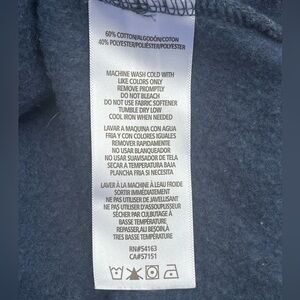 60% COTTON/ALGODÓN/COTON
40% POLYESTER/POLIÉSTER/POLYESTER
MACHINE WASH COLD WITH
LIKE COLORS ONLY
REMOVE PROMPTLY
DO NOT BLEACH
DO NOT USE FABRIC SOFTENER
TUMBLE DRY LOW
COOL IRON WHEN NEEDED
LAVAR A MAQUINA CON AGUA
FRIA Y CON COLORES IGUALES
REMOVER RAPIDAMENTE
NO USAR BLANQUEADOR
NO USAR SUAVISADOR DE TELA
SECAR A TEMPERATURA BAJA
PLANCHA FRIA SI NECESITA
LAVER À LA MACHINE À L'EAU FROIDE
SORTIR IMMÉDIATEMENT
NE PAS UTILISER DE JAVELLISANT
NE PAS UTILISER D'ASSOUPLISSEUR
SÉCHER PAR CULBUTAGE À
BASSE TEMPÉRATURE
REPASSER, AU BESOIN, À
TRES BASSE TEMPÉRATURE
RN#54163
CA#57151